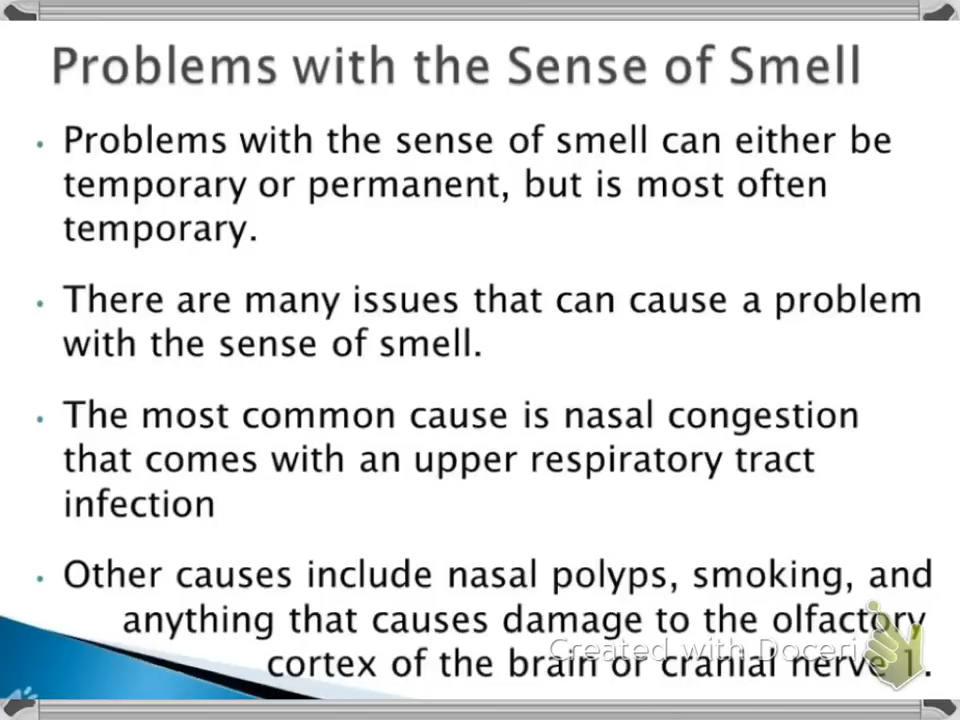 Problems with the Sense of Smell
• Problems with the sense of smell can either be
temporary or permanent, but is most often
temporary.
• There are many issues that can cause a problem
with the sense of smell.
• The most common cause is nasal congestion
that comes with an upper respiratory tract
infection
• Other causes include nasal polyps, smoking, and
anything that causes damage to the olfactory
cortex of the brain or cranial nerve 1.
Created with Doceri